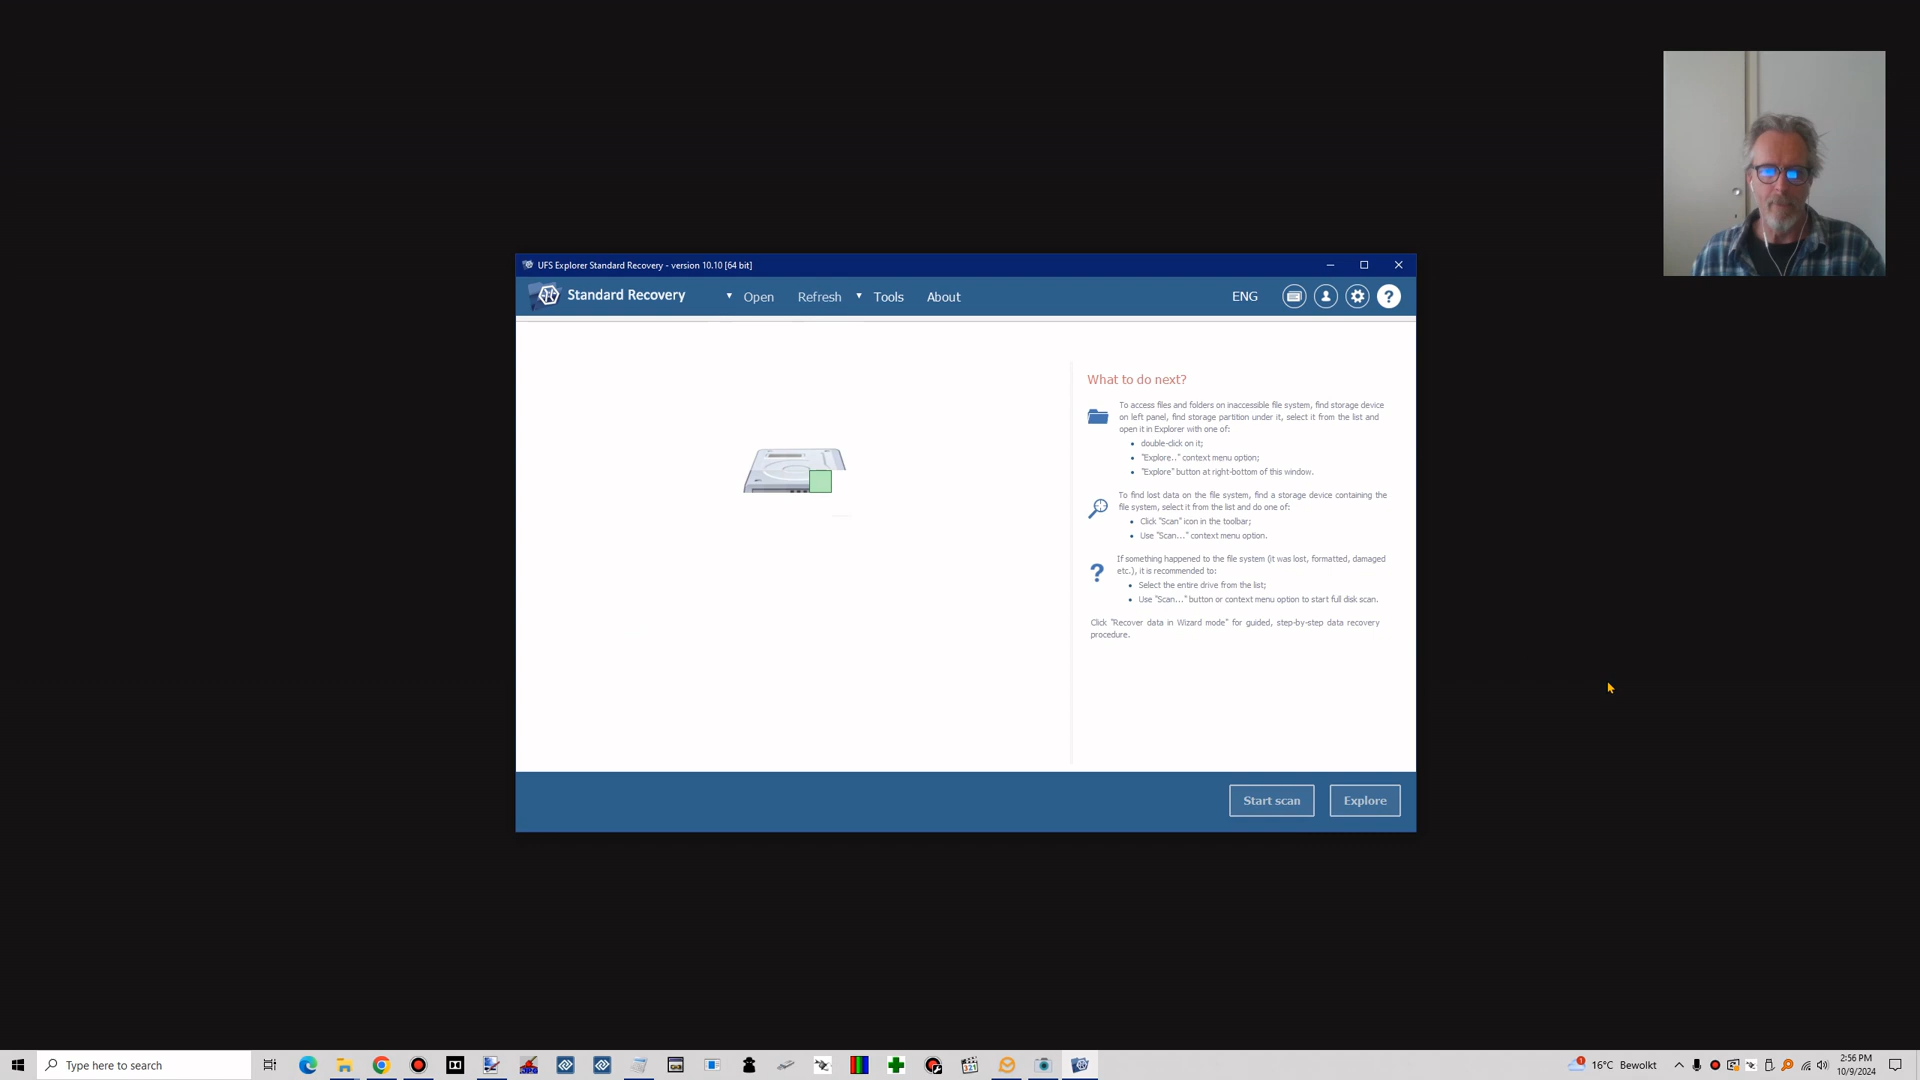 UFS Explorer Standard Recovery - version 10.10 [64 bit]
Standard Recovery
Open
Refresh
Tools
About
ENG
?
What to do next?
To access files and folders on inaccessible file system, find storage device
on left panel, find storage partition under it, select it from the list and
open it in Explorer with one of:
• double-click on it;
• "Explore.." context menu option;
• "Explore" button at right-bottom of this window.
To find lost data on the file system, find a storage device containing the
file system, select it from the list and do one of:
• Click "Scan" icon in the toolbar;
• Use "Scan..." context menu option.
?
If something happened to the file system (it was lost, formatted, damaged
etc.), it is recommended to:
• Select the entire drive from the list;
• Use "Scan..." button or context menu option to start full disk scan.
Click "Recover data in Wizard mode" for guided, step-by-step data recovery
procedure.
Start scan
Explore
Type here to search
321
1
16°C Bewolkt
2:56 PM
10/9/2024